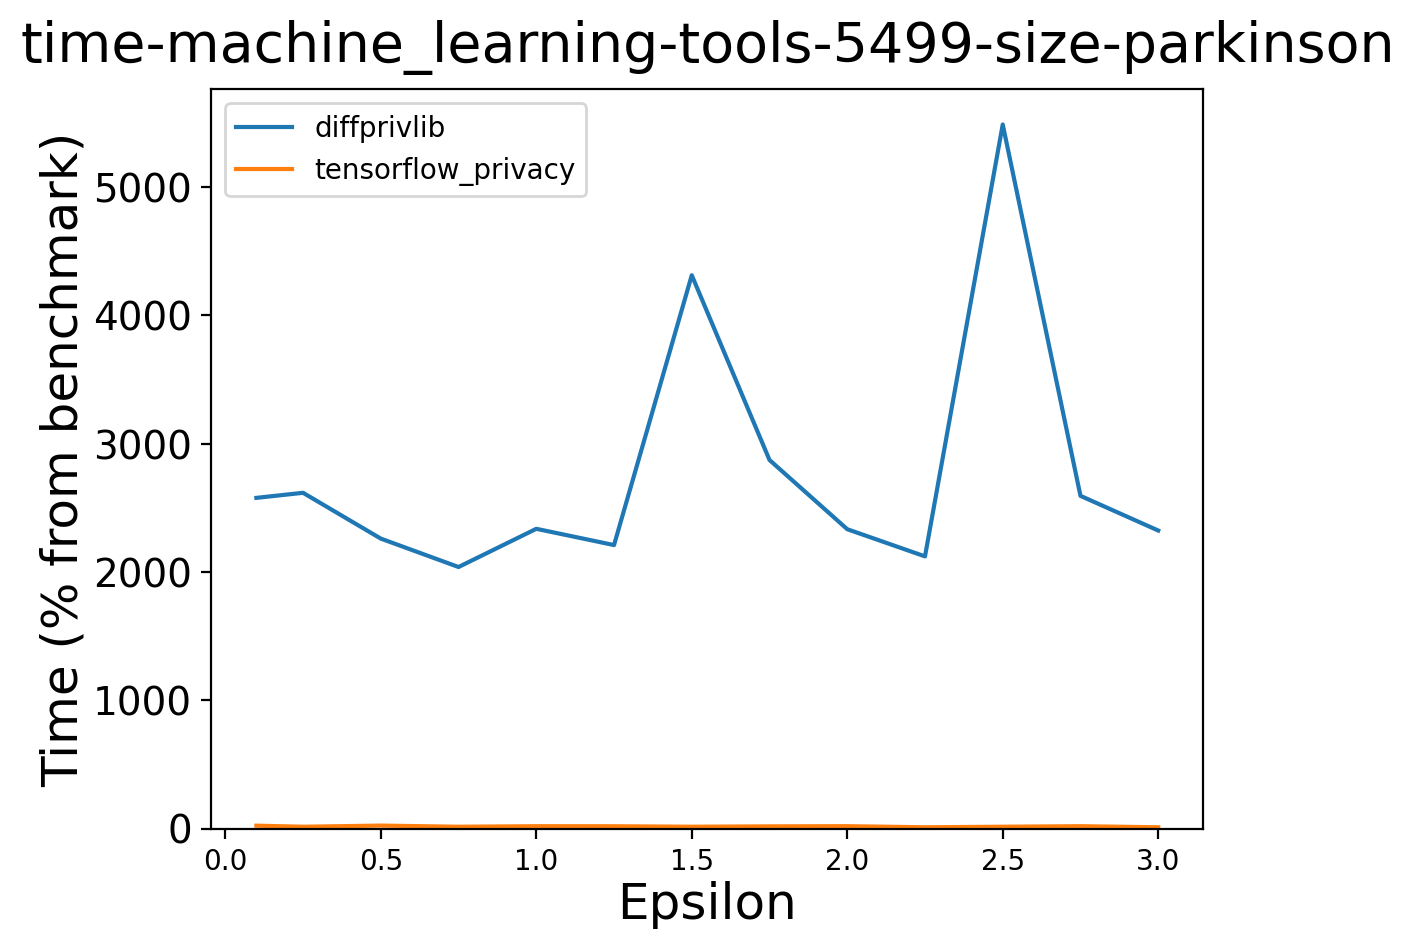 time-machine_learning-tools-5499-size-parkinson
diffprivlib
tensorflow_privacy
Time (% from benchmark)
5000
4000
3000
2000
1000
0
0.0 0.5 1.0 1.5 2.0 2.5 3.0
Epsilon